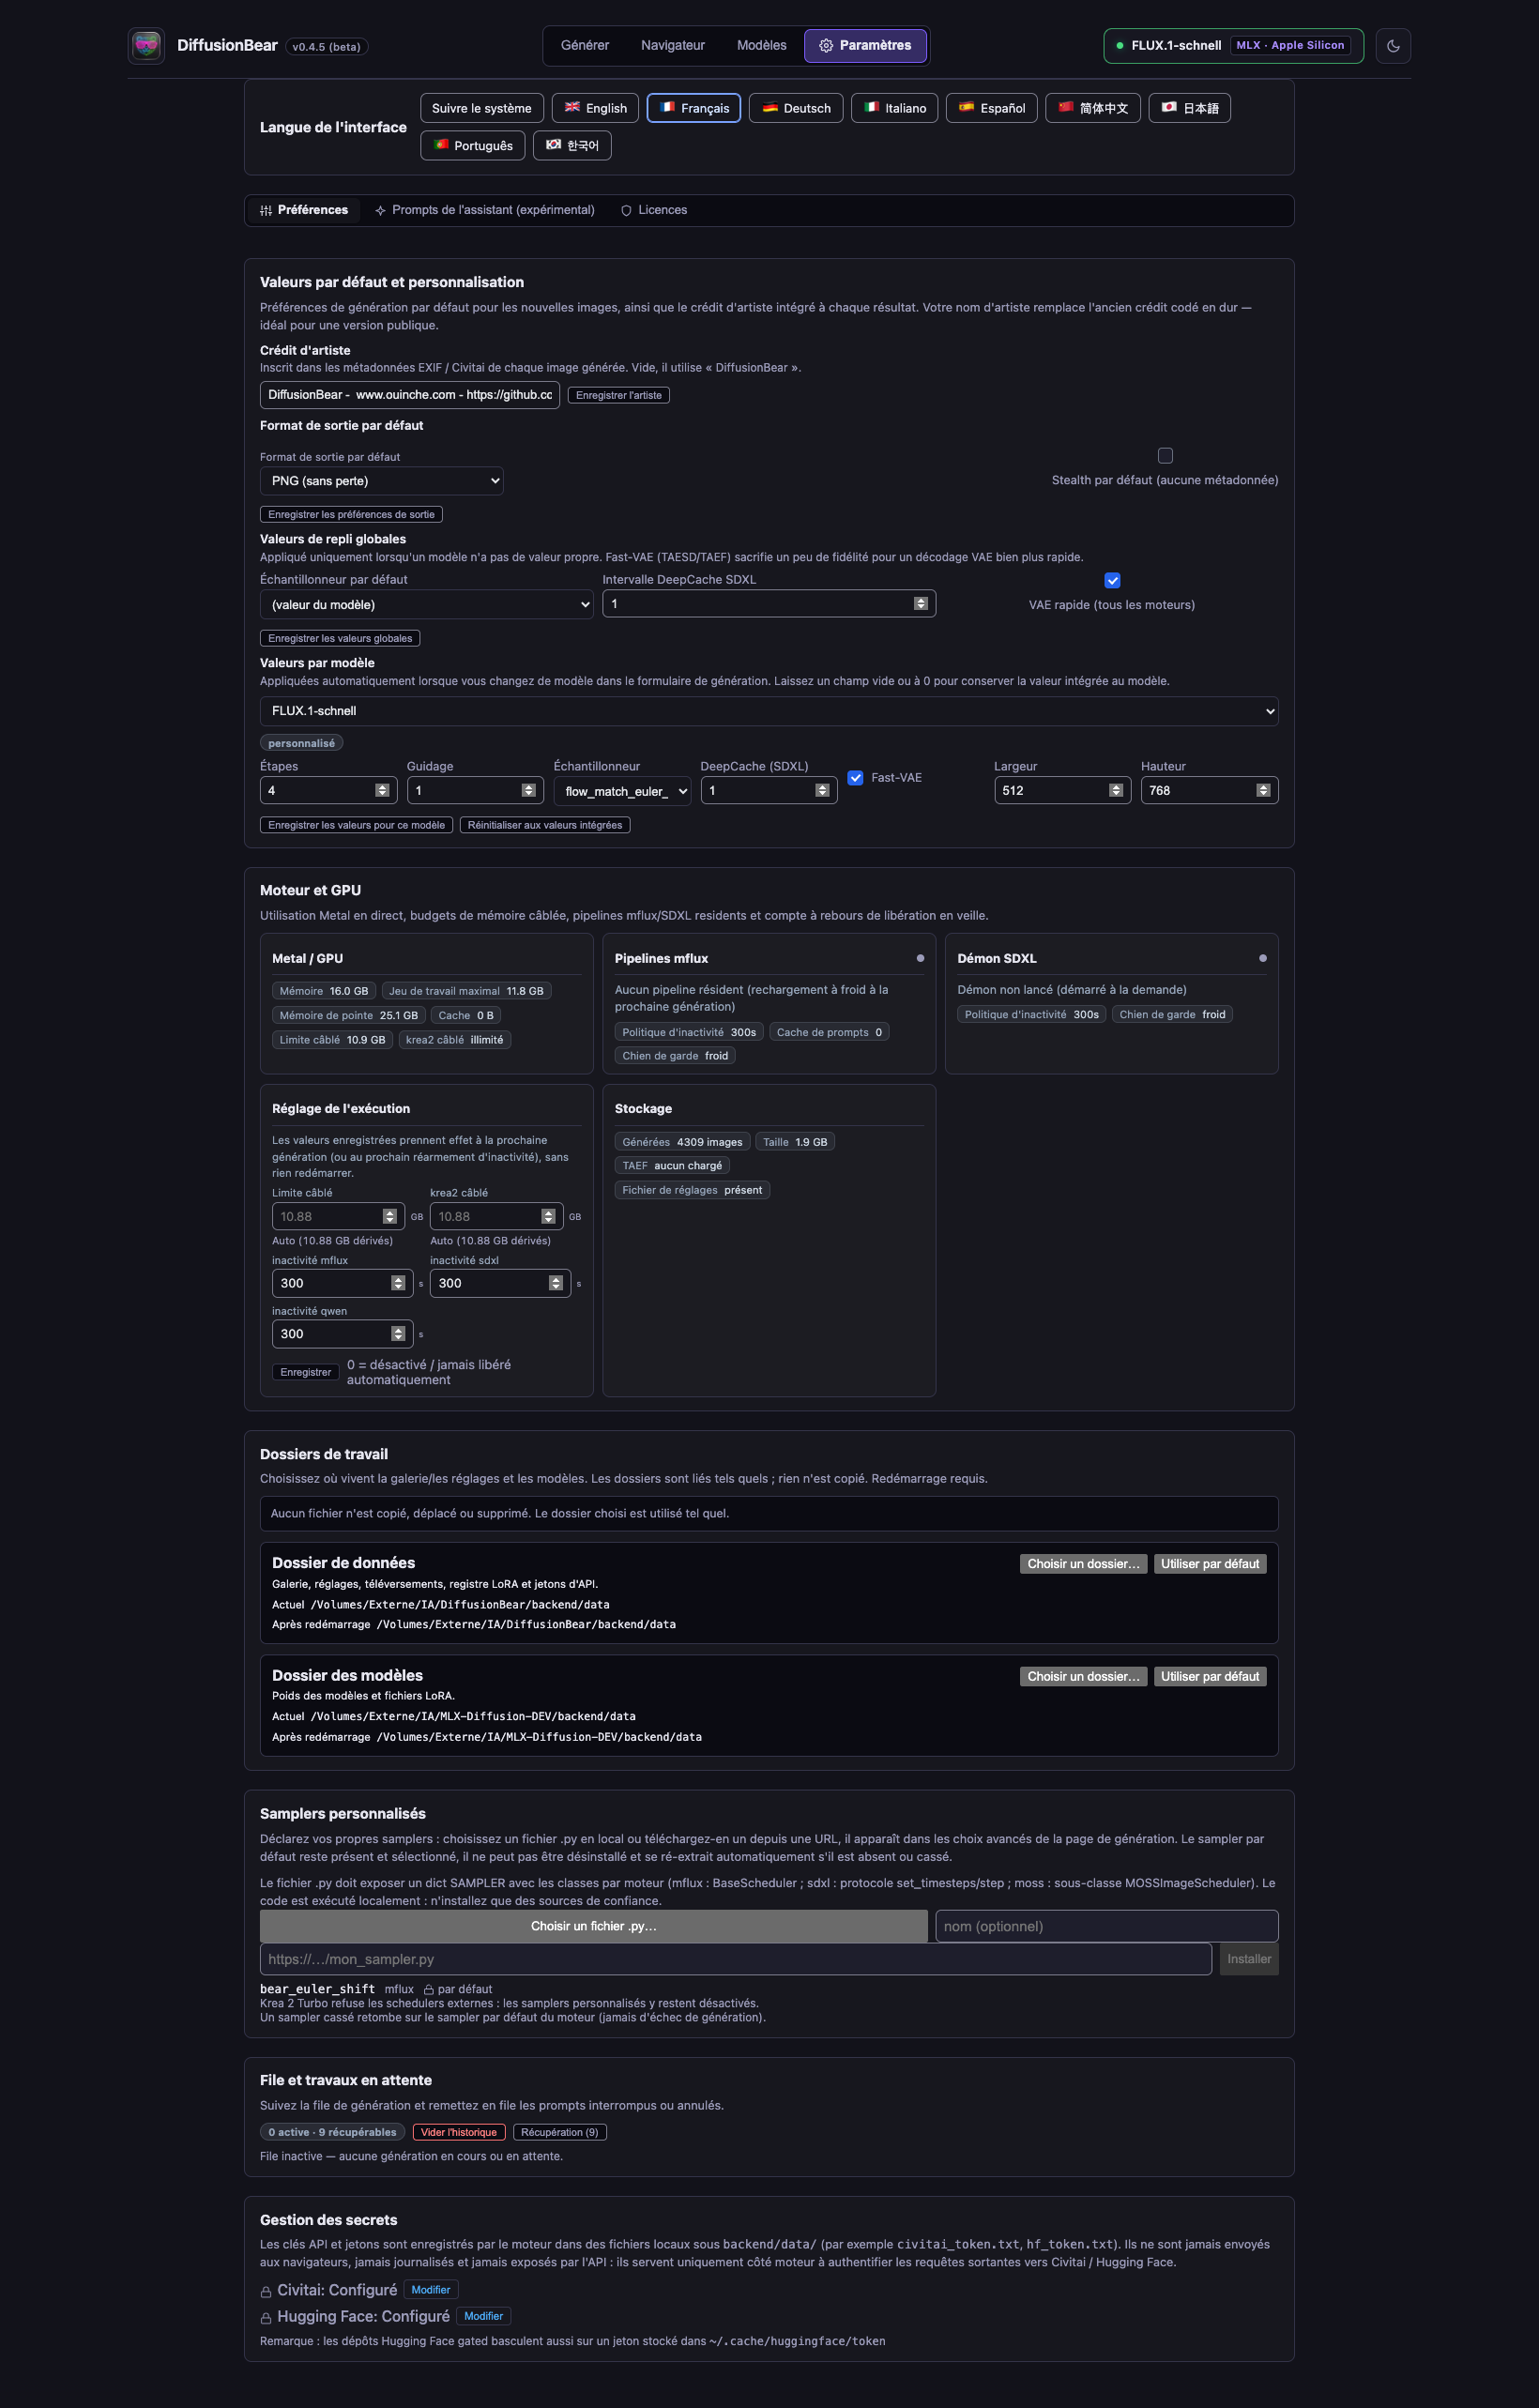 DiffusionBear v0.4.5 (beta)
Générer Navigateur Modèles Paramètres
FLUX.1-schnell MLX · Apple Silicon
Langue de l'interface
Suivre le système English Français Deutsch Italiano Español 简体中文 日本語
Português 한국어
Préférences Prompts de l'assistant (expérimental) Licences
Valeurs par défaut et personnalisation
Préférences de génération par défaut pour les nouvelles images, ainsi que le crédit d'artiste intégré à chaque résultat. Votre nom d'artiste remplace l'ancien crédit codé en dur —
idéal pour une version publique.
Crédit d'artiste
Inscrit dans les métadonnées EXIF / Civitai de chaque image générée. Vide, il utilise « DiffusionBear ».
DiffusionBear - www.ouinche.com - https://github.cc Enregistrer l'artiste
Format de sortie par défaut
Format de sortie par défaut
PNG (sans perte)
Stealth par défaut (aucune métadonnée)
Enregistrer les préférences de sortie
Valeurs de repli globales
Appliqué uniquement lorsqu'un modèle n'a pas de valeur propre. Fast-VAE (TAESD/TAEF) sacrifie un peu de fidélité pour un décodage VAE bien plus rapide.
Échantillonneur par défaut Intervalle DeepCache SDXL
(valeur du modèle) 1 VAE rapide (tous les moteurs)
Enregistrer les valeurs globales
Valeurs par modèle
Appliquées automatiquement lorsque vous changez de modèle dans le formulaire de génération. Laissez un champ vide ou à 0 pour conserver la valeur intégrée au modèle.
FLUX.1-schnell
personnalisé
Étapes Guidage Échantillonneur DeepCache (SDXL) Fast-VAE Largeur Hauteur
4 1 flow_match_euler_ 1 512 768
Enregistrer les valeurs pour ce modèle Réinitialiser aux valeurs intégrées
Moteur et GPU
Utilisation Metal en direct, budgets de mémoire câblée, pipelines mflux/SDXL residents et compte à rebours de libération en veille.
Metal / GPU
Mémoire 16.0 GB Jeu de travail maximal 11.8 GB
Mémoire de pointe 25.1 GB Cache 0 B
Limite câblé 10.9 GB krea2 câblé illimité
Pipelines mflux
Aucun pipeline résident (rechargement à froid à la
prochaine génération)
Politique d'inactivité 300s Cache de prompts 0
Chien de garde froid
Démon SDXL
Démon non lancé (démarré à la demande)
Politique d'inactivité 300s Chien de garde froid
Réglage de l'exécution
Les valeurs enregistrées prennent effet à la prochaine
génération (ou au prochain réarmement d'inactivité), sans
rien redémarrer.
Limite câblé krea2 câblé
10.88 GB 10.88 GB
Auto (10.88 GB dérivés) Auto (10.88 GB dérivés)
inactivité mflux inactivité sdxl
300 s 300 s
inactivité qwen
300 s
Enregistrer 0 = désactivé / jamais libéré
automatiquement
Stockage
Générées 4309 images Taille 1.9 GB
TAEF aucun chargé
Fichier de réglages présent
Dossiers de travail
Choisissez où vivent la galerie/les réglages et les modèles. Les dossiers sont liés tels quels ; rien n'est copié. Redémarrage requis.
Aucun fichier n'est copié, déplacé ou supprimé. Le dossier choisi est utilisé tel quel.
Dossier de données Choisir un dossier... Utiliser par défaut
Galerie, réglages, téléversements, registre LoRA et jetons d'API.
Actuel /Volumes/Externe/IA/DiffusionBear/backend/data
Après redémarrage /Volumes/Externe/IA/DiffusionBear/backend/data
Dossier des modèles Choisir un dossier... Utiliser par défaut
Poids des modèles et fichiers LoRA.
Actuel /Volumes/Externe/IA/MLX-Diffusion-DEV/backend/data
Après redémarrage /Volumes/Externe/IA/MLX-Diffusion-DEV/backend/data
Samplers personnalisés
Déclarez vos propres samplers : choisissez un fichier .py en local ou téléchargez-en un depuis une URL, il apparaît dans les choix avancés de la page de génération. Le sampler par
défaut reste présent et sélectionné, il ne peut pas être désinstallé et se ré-extrait automatiquement s'il est absent ou cassé.
Le fichier .py doit exposer un dict SAMPLER avec les classes par moteur (mflux : BaseScheduler ; sdxl : protocole set_timesteps/step ; moss : sous-classe MOSSImageScheduler). Le
code est exécuté localement : n'installez que des sources de confiance.
Choisir un fichier .py... nom (optionnel)
https://.../mon_sampler.py Installer
bear_euler_shift mflux par défaut
Krea 2 Turbo refuse les schedulers externes : les samplers personnalisés y restent désactivés.
Un sampler cassé retombe sur le sampler par défaut du moteur (jamais d'échec de génération).
File et travaux en attente
Suivez la file de génération et remettez en file les prompts interrompus ou annulés.
0 active · 9 récupérables Vider l'historique Récupération (9)
File inactive — aucune génération en cours ou en attente.
Gestion des secrets
Les clés API et jetons sont enregistrés par le moteur dans des fichiers locaux sous backend/data/ (par exemple civitai_token.txt, hf_token.txt). Ils ne sont jamais envoyés
aux navigateurs, jamais journalisés et jamais exposés par l'API : ils servent uniquement côté moteur à authentifier les requêtes sortantes vers Civitai / Hugging Face.
Civitai: Configuré Modifier
Hugging Face: Configuré Modifier
Remarque : les dépôts Hugging Face gated basculent aussi sur un jeton stocké dans ~/.cache/huggingface/token